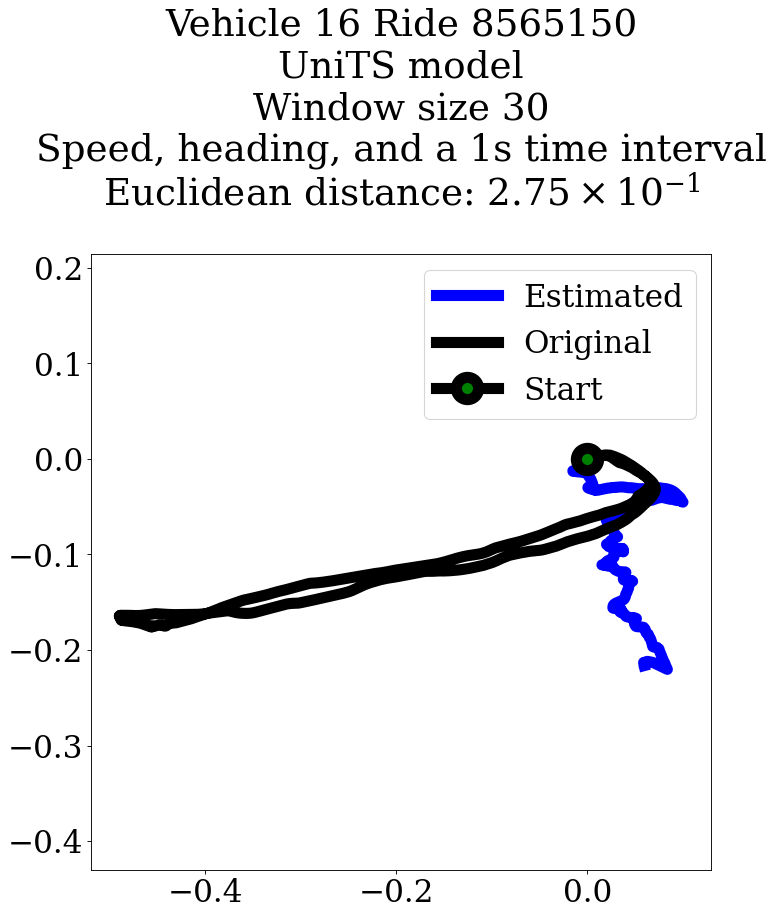 Vehicle 16 Ride 8565150
UniTS model
Window size 30
Speed, heading, and a 1s time interval
Euclidean distance: 2.75 × 10⁻¹
Estimated
Original
Start
0.2
0.1
0.0
−0.1
−0.2
−0.3
−0.4
−0.4 −0.2 0.0